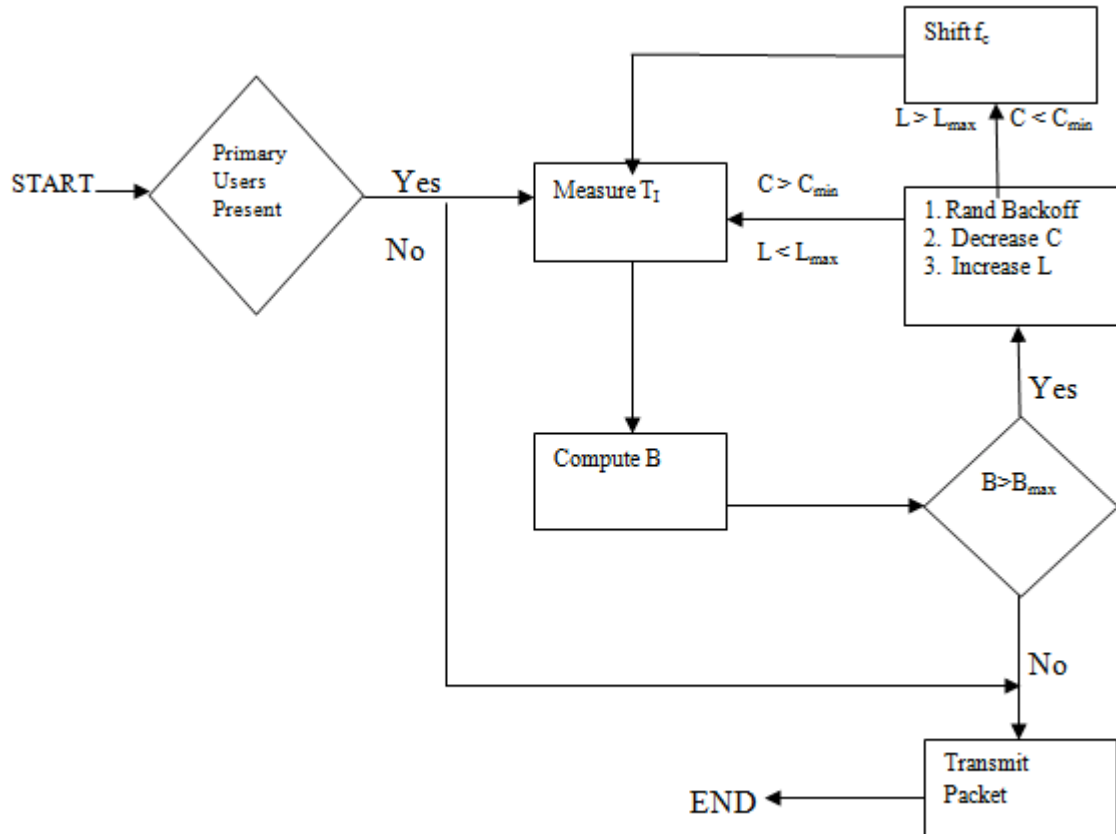 Shift f_c
L > L_max C < C_min
Primary
Users
Present
START
Yes
No
Measure T_I
C > C_min
L < L_max
1. Rand Backoff
2. Decrease C
3. Increase L
Yes
Compute B
B>B_max
No
Transmit
Packet
END